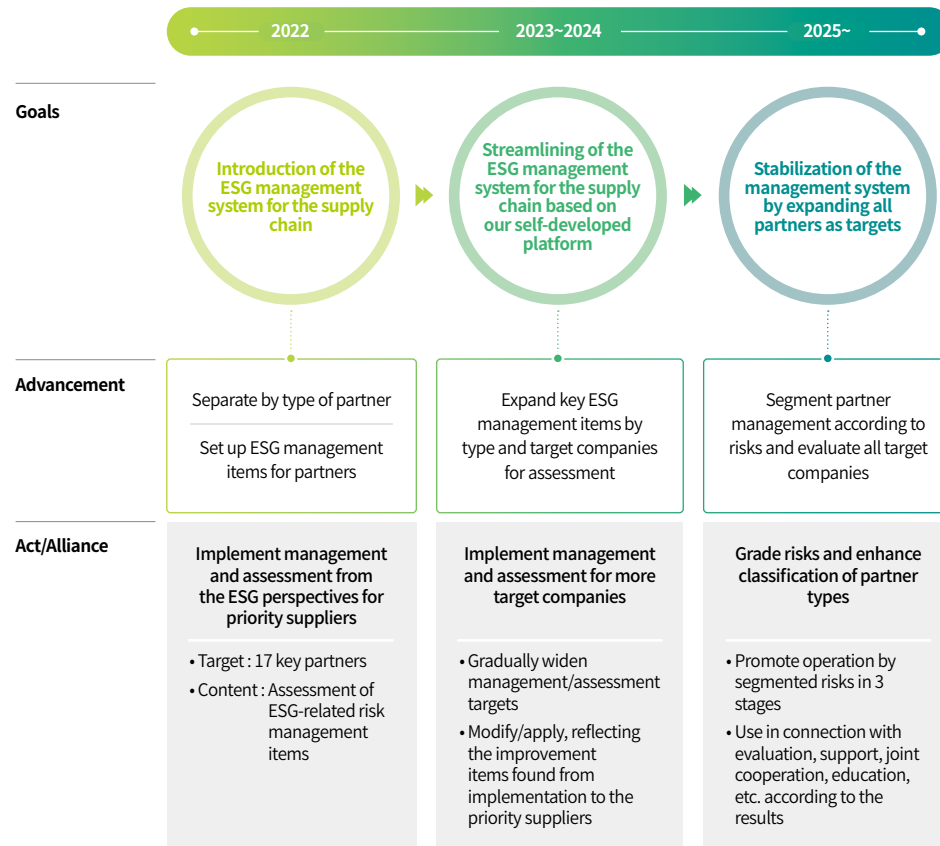 2022
2023~2024
2025~
Goals
Introduction of the
ESG management
system for the supply
chain
Streamlining of the
ESG management
system for the supply
chain based on
our self-developed
platform
Stabilization of the
management system
by expanding all
partners as targets
Advancement
Separate by type of partner
Set up ESG management
items for partners
Expand key ESG
management items by
type and target companies
for assessment
Segment partner
management according to
risks and evaluate all target
companies
Act/Alliance
Implement management
and assessment from
the ESG perspectives for
priority suppliers
• Target : 17 key partners
• Content : Assessment of
ESG-related risk
management
items
Implement management
and assessment for more
target companies
• Gradually widen
management/assessment
targets
• Modify/apply, reflecting
the improvement
items found from
implementation to the
priority suppliers
Grade risks and enhance
classification of partner
types
• Promote operation by
segmented risks in 3
stages
• Use in connection with
evaluation, support, joint
cooperation, education,
etc. according to the
results